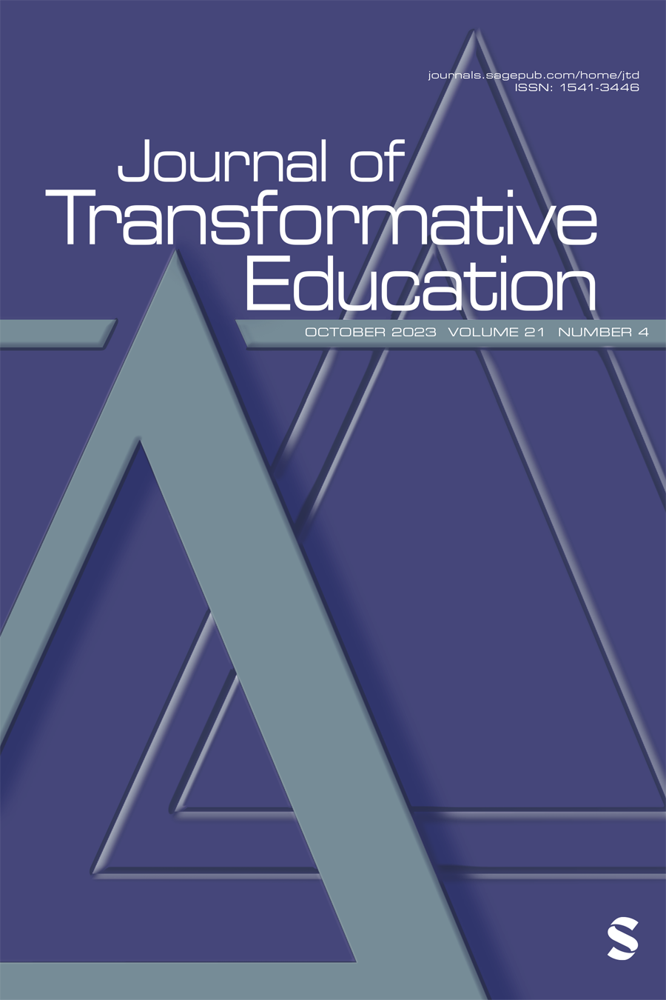 journals.sagepub.com/home/jtd
ISSN: 1541-3446
Journal of
Transformative
Education
OCTOBER 2023 VOLUME 21 NUMBER 4
S